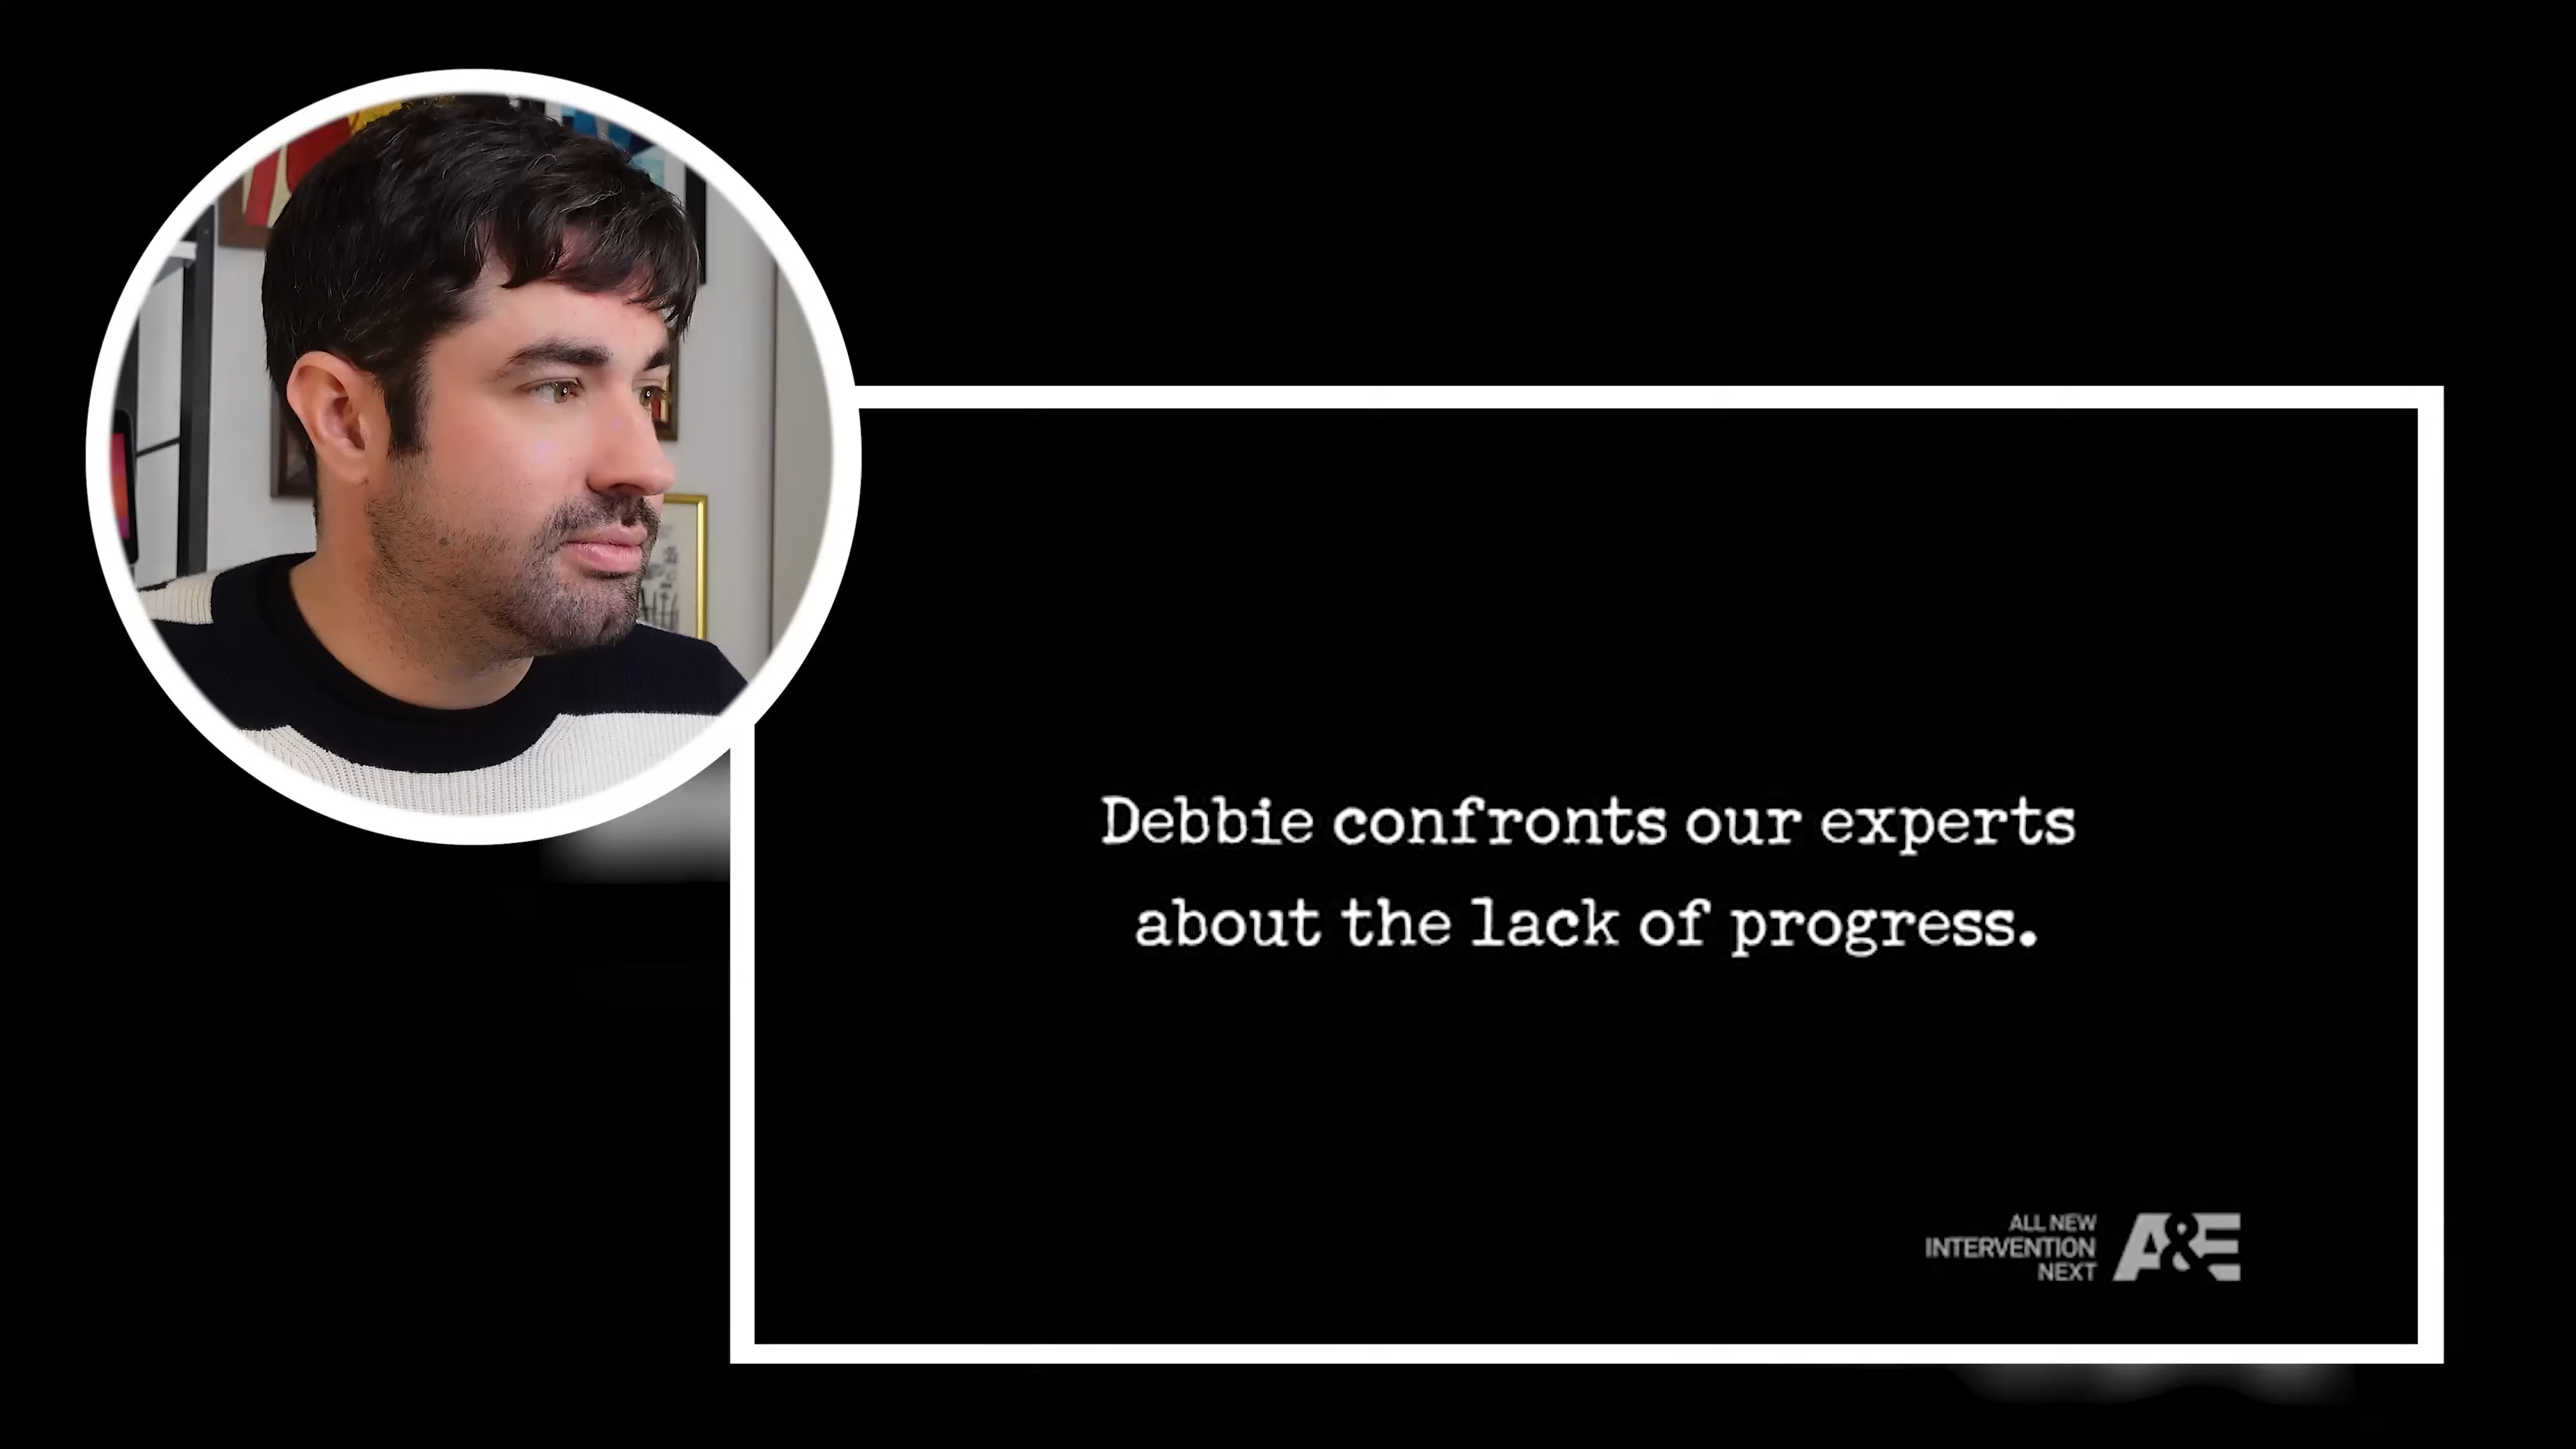 Debbie confronts our experts
about the lack of progress.
ALL NEW
INTERVENTION
NEXT
A&E